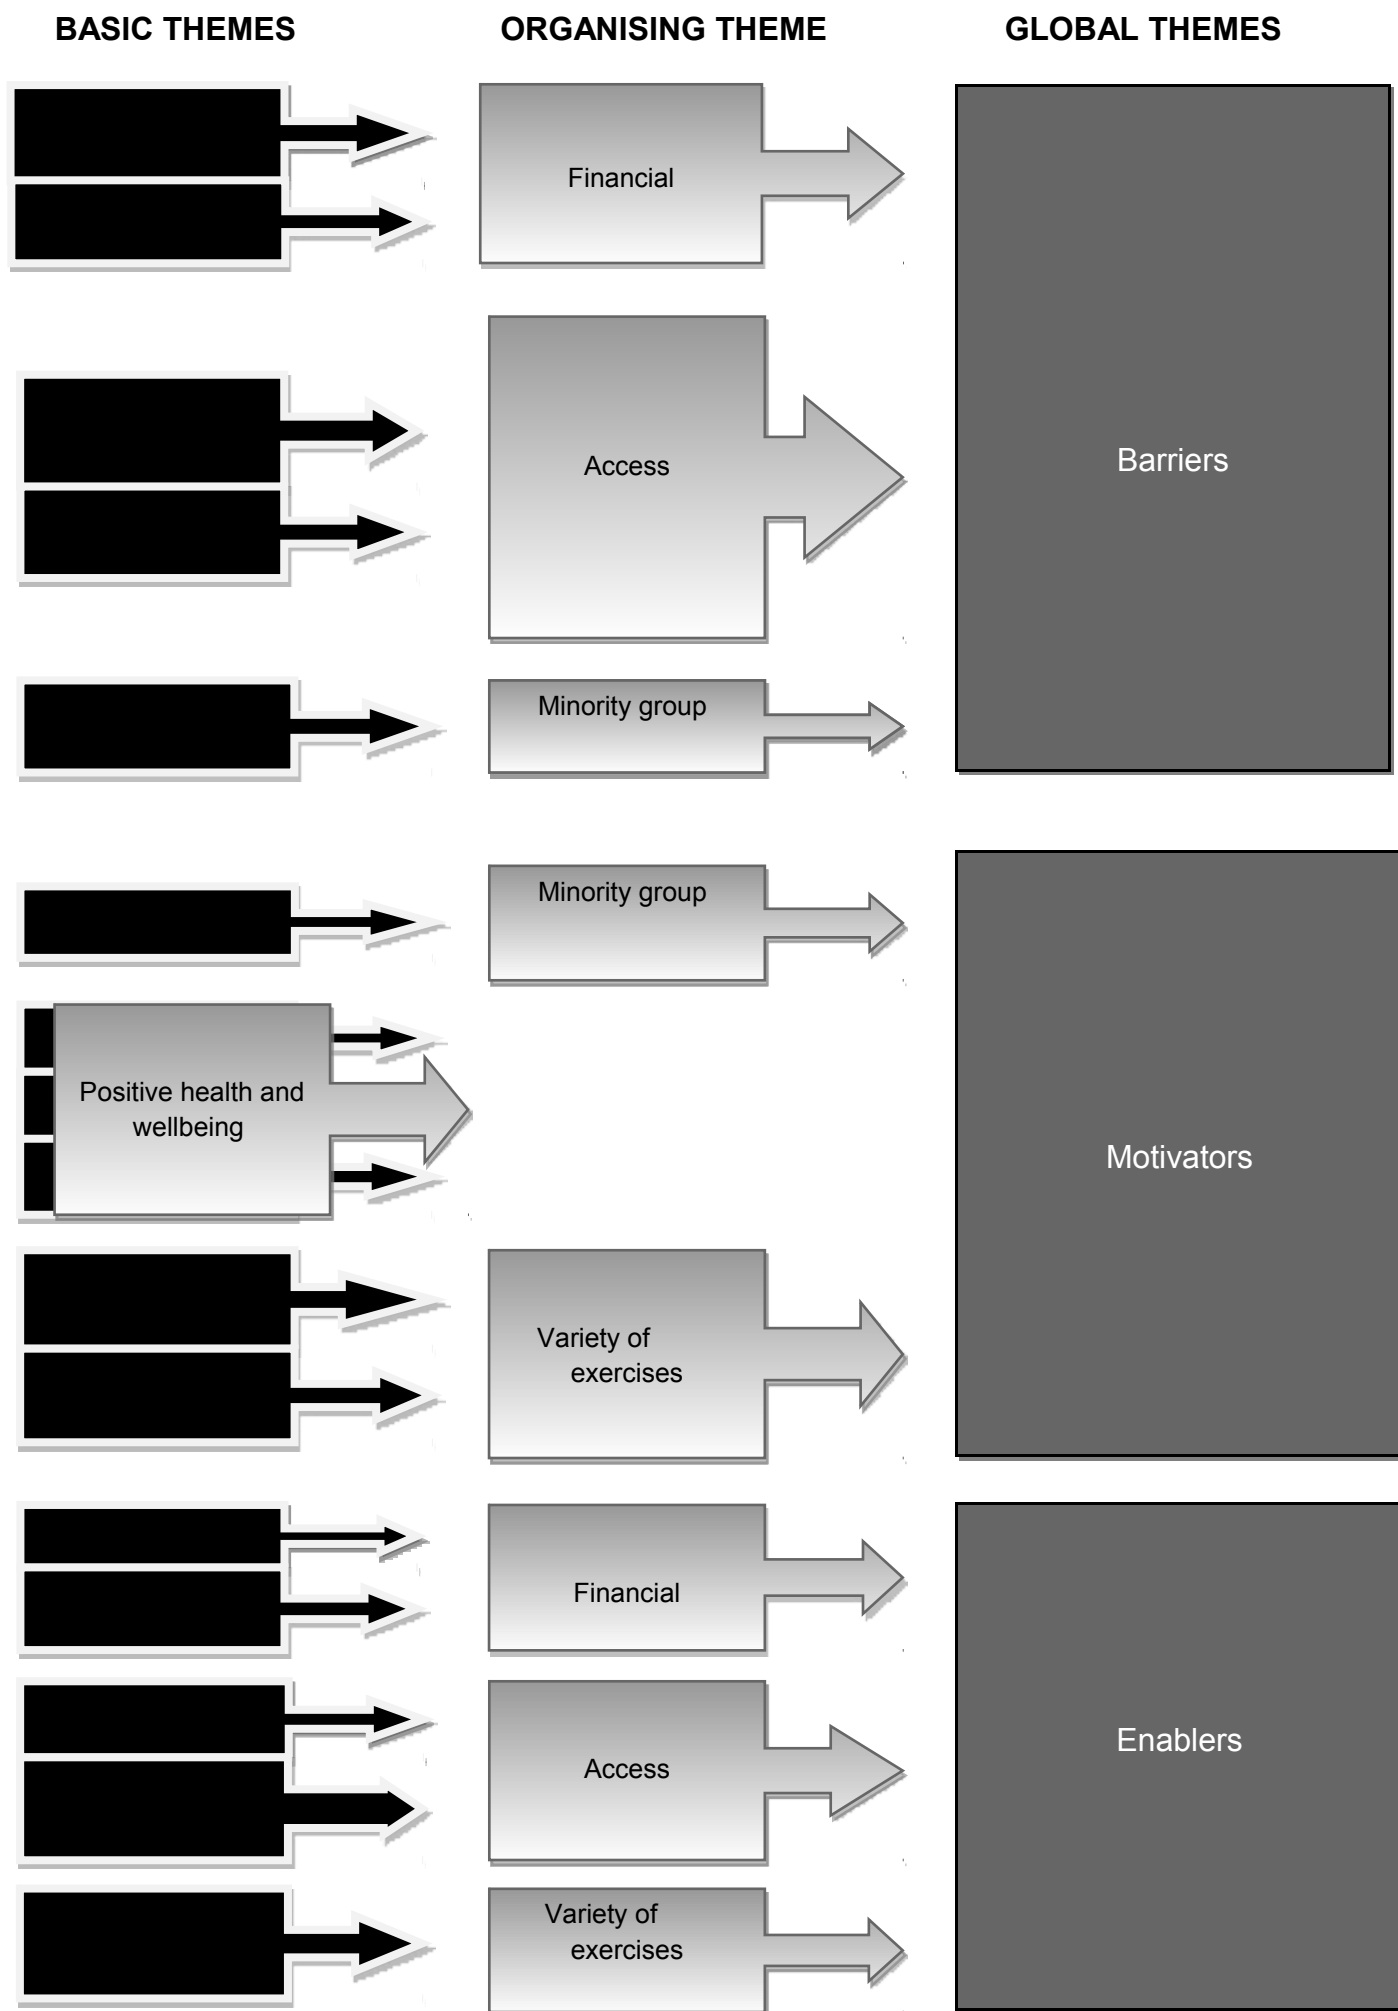 BASIC THEMES
ORGANISING THEME
GLOBAL THEMES
Financial
Access
Barriers
Minority group
Minority group
Positive health and
wellbeing
Motivators
Variety of
exercises
Financial
Access
Enablers
Variety of
exercises